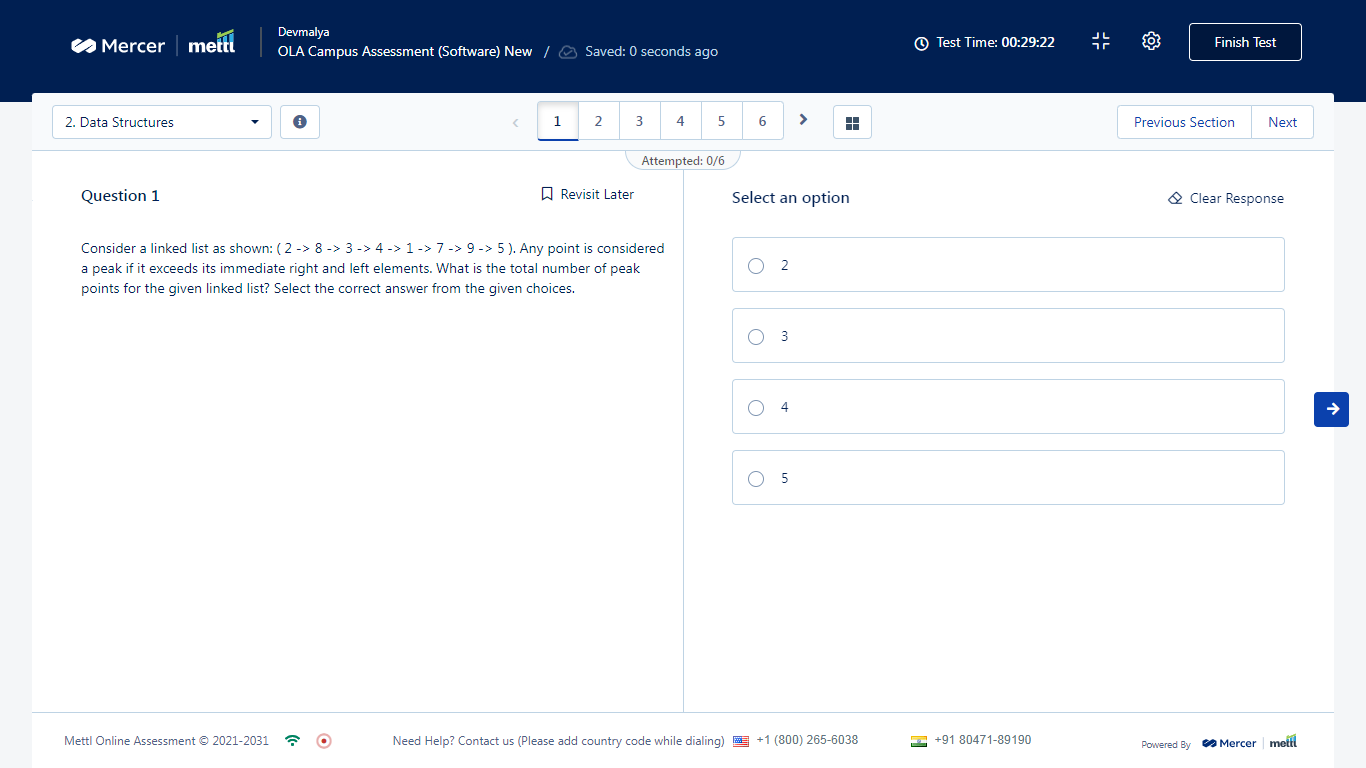 Mercer mettl
Devmalya
OLA Campus Assessment (Software) New / Saved: 0 seconds ago
Test Time: 00:29:22
Finish Test
2. Data Structures
1 2 3 4 5 6
Previous Section Next
Attempted: 0/6
Question 1
Revisit Later
Consider a linked list as shown: ( 2 -> 8 -> 3 -> 4 -> 1 -> 7 -> 9 -> 5 ). Any point is considered
a peak if it exceeds its immediate right and left elements. What is the total number of peak
points for the given linked list? Select the correct answer from the given choices.
Select an option
Clear Response
2
3
4
5
Mettl Online Assessment © 2021-2031
Need Help? Contact us (Please add country code while dialing) +1 (800) 265-6038
+91 80471-89190
Powered By Mercer mettl